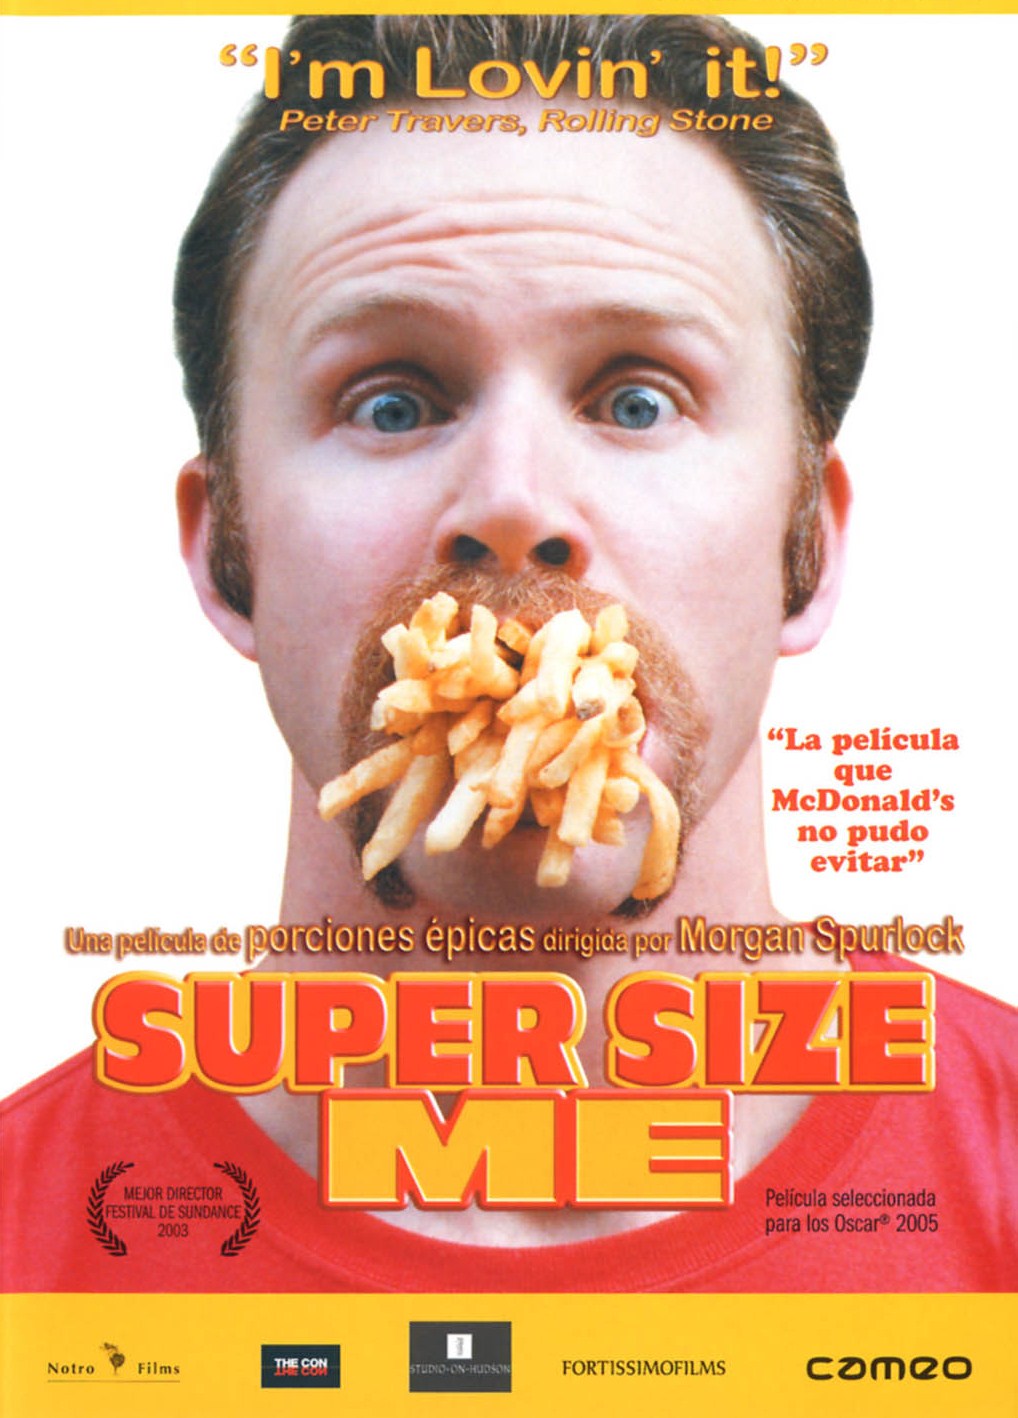 “I’m Lovin’ it!”
Peter Travers, Rolling Stone
“La película
que
McDonald’s
no pudo
evitar”
Una película de porciones épicas dirigida por Morgan Spurlock
SUPER SIZE
ME
MEJOR DIRECTOR
FESTIVAL DE SUNDANCE
2003
Película seleccionada
para los Oscar® 2005
Notro Films
THE CON
THE CON
STUDIO-ON-HUDSON
FORTISSIMOFILMS
cameo